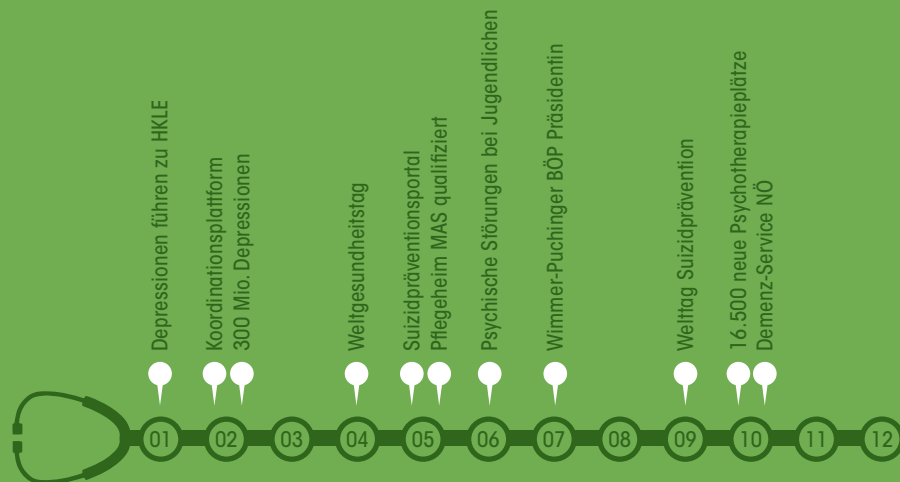 Depressionen führen zu HKLE
Koordinationsplattform
300 Mio. Depressionen
Weltgesundheitstag
Suizidpräventionsportal
Pflegeheim MAS qualifiziert
Psychische Störungen bei Jugendlichen
Wimmer-Puchinger BÖP Präsidentin
Welttag Suizidprävention
16.500 neue Psychotherapieplätze
Demenz-Service NÖ
01 02 03 04 05 06 07 08 09 10 11 12